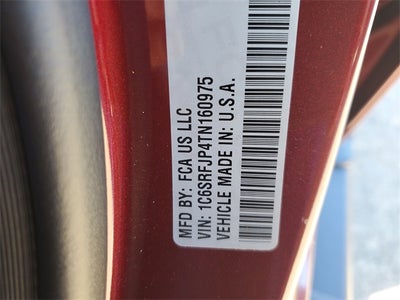 MFD BY: FCA US LLC
VIN: 1C6SRFJP4TN160975
VEHICLE MADE IN: U.S.A.